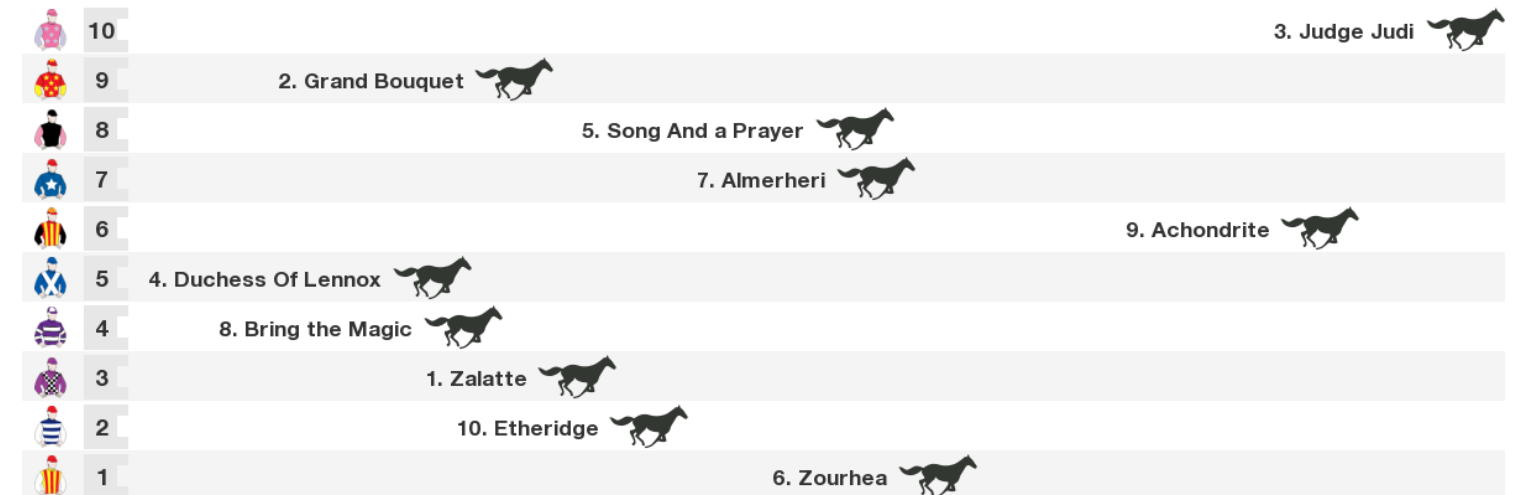 10 3. Judge Judi
9 2. Grand Bouquet
8 5. Song And a Prayer
7 7. Almerheri
6 9. Achondrite
5 4. Duchess Of Lennox
4 8. Bring the Magic
3 1. Zalatte
2 10. Etheridge
1 6. Zourhea